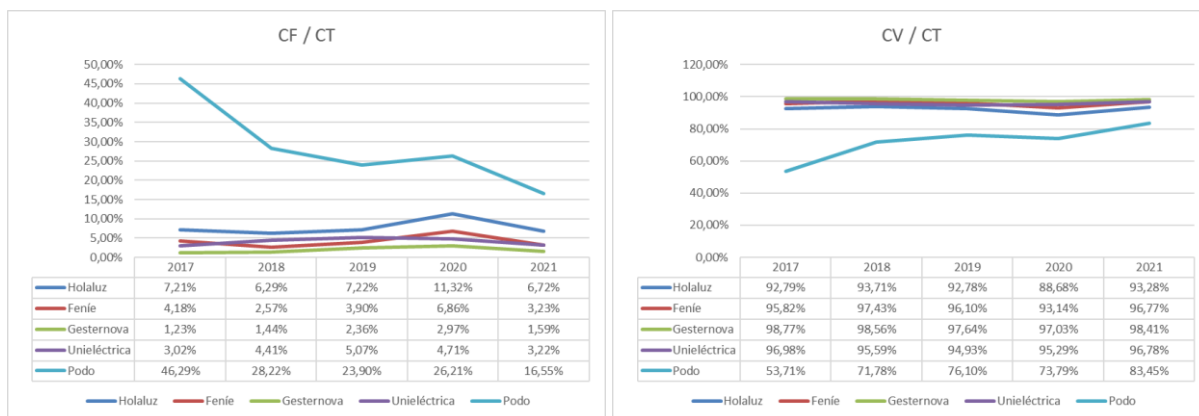 CF / CT
50,00%
45,00%
40,00%
35,00%
30,00%
25,00%
20,00%
15,00%
10,00%
5,00%
0,00%
2017 2018 2019 2020 2021
Holaluz 7,21% 6,29% 7,22% 11,32% 6,72%
Feníe 4,18% 2,57% 3,90% 6,86% 3,23%
Gesternova 1,23% 1,44% 2,36% 2,97% 1,59%
Unieléctrica 3,02% 4,41% 5,07% 4,71% 3,22%
Podo 46,29% 28,22% 23,90% 26,21% 16,55%
Holaluz Feníe Gesternova Unieléctrica Podo
CV / CT
120,00%
100,00%
80,00%
60,00%
40,00%
20,00%
0,00%
2017 2018 2019 2020 2021
Holaluz 92,79% 93,71% 92,78% 88,68% 93,28%
Feníe 95,82% 97,43% 96,10% 93,14% 96,77%
Gesternova 98,77% 98,56% 97,64% 97,03% 98,41%
Unieléctrica 96,98% 95,59% 94,93% 95,29% 96,78%
Podo 53,71% 71,78% 76,10% 73,79% 83,45%
Holaluz Feníe Gesternova Unieléctrica Podo